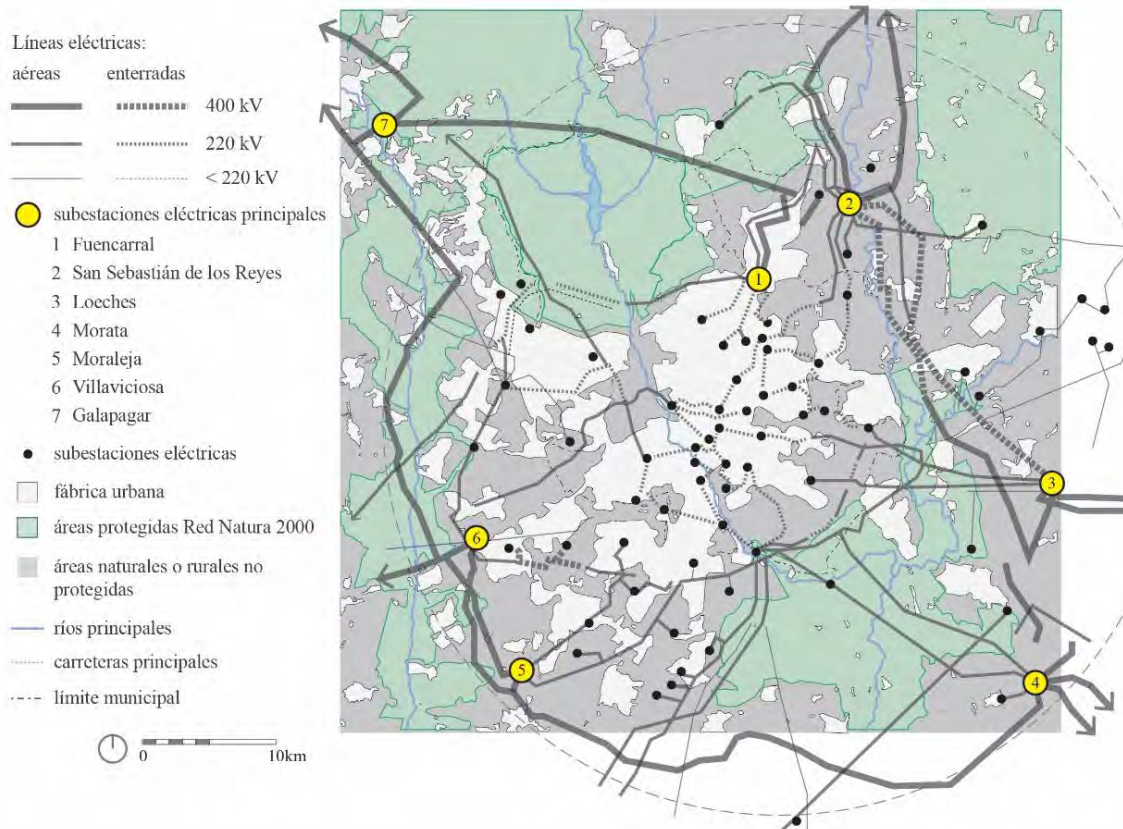 Líneas eléctricas:
aéreas enterradas
400 kV
220 kV
< 220 kV
subestaciones eléctricas principales
1 Fuencarral
2 San Sebastián de los Reyes
3 Loeches
4 Morata
5 Moraleja
6 Villaviciosa
7 Galapagar
subestaciones eléctricas
fábrica urbana
áreas protegidas Red Natura 2000
áreas naturales o rurales no
protegidas
ríos principales
carreteras principales
límite municipal
0 10km
7
2
1
3
6
5
4